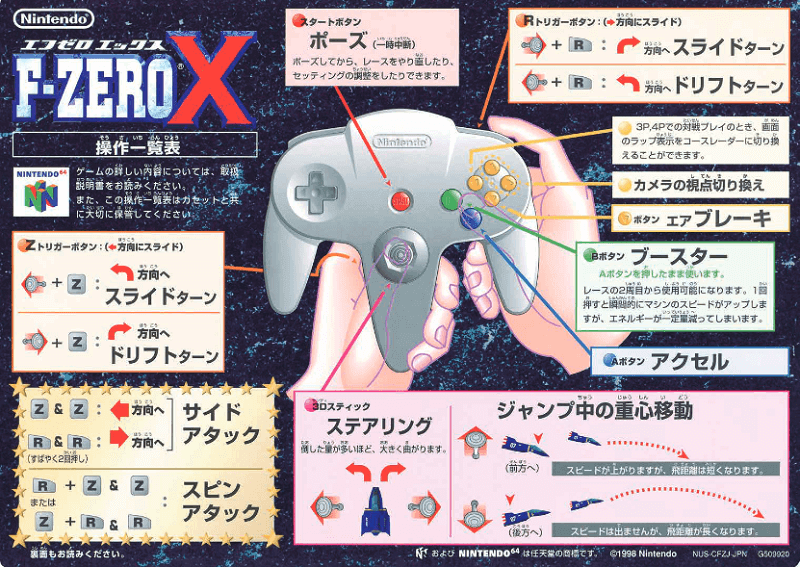 Nintendo
エフゼロ エックス
F-ZERO X
操作一覧表
NINTENDO 64
ゲームの詳しい内容については、取扱
説明書をお読みください。
また、この操作一覧表はカセットと共
に大切に保管してください
スタートボタン
ポーズ(一時中断)
ポーズしてから、レースをやり直したり、
セッティングの調整をしたりできます。
Rトリガーボタン:(➡方向にスライド)
+ R : 方向へ スライドターン
+ R : 方向へ ドリフトターン
Nintendo
3P,4Pでの対戦プレイのとき、画面
のラップ表示をコースレーダーに切り換
えることができます。
カメラの視点切り換え
ボタン エアブレーキ
Bボタン ブースター
Aボタンを押したまま使います。
レースの2周目から使用可能になります。1回
押すと瞬間的にマシンのスピードがアップしま
すが、エネルギーが一定量減ってしまいます。
Aボタン アクセル
Zトリガーボタン:(⬅方向にスライド)
+ Z : 方向へ
スライドターン
+ Z : 方向へ
ドリフトターン
Z & Z : 方向へ
R & R : 方向へ
(すばやく2回押し)
サイド
アタック
R + Z & Z
または
Z + R & R
: スピン
アタック
裏面もお読みください。
3Dスティック
ステアリング
倒した量が多いほど、大きく曲がります。
ジャンプ中の重心移動
(前方へ)
スピードが上がりますが、飛距離は短くなります。
(後方へ)
スピードは出ませんが、飛距離が長くなります。
および NINTENDO64 は任天堂の商標です。 ©1998 Nintendo NUS-CFZJ-JPN G509920